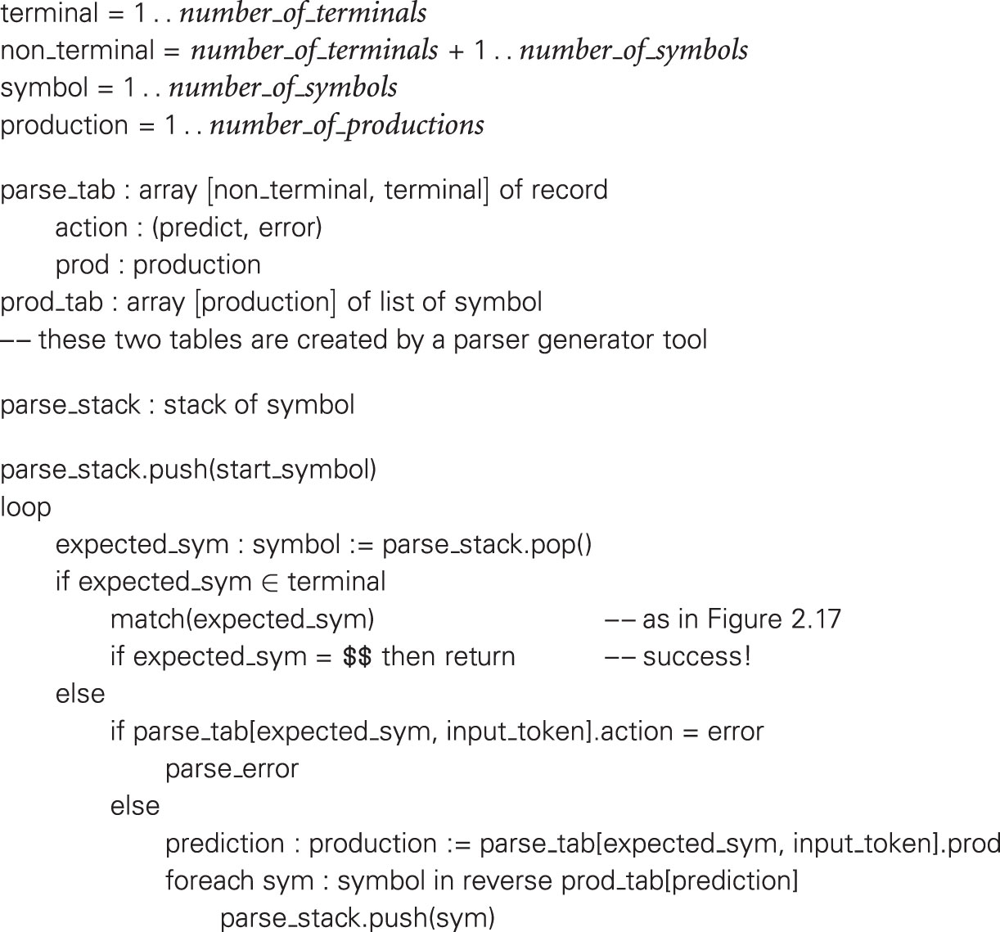 terminal = 1 . . number_of_terminals
non_terminal = number_of_terminals + 1 . . number_of_symbols
symbol = 1 . . number_of_symbols
production = 1 . . number_of_productions
parse_tab : array [non_terminal, terminal] of record
action : (predict, error)
prod : production
prod_tab : array [production] of list of symbol
–– these two tables are created by a parser generator tool
parse_stack : stack of symbol
parse_stack.push(start_symbol)
loop
expected_sym : symbol := parse_stack.pop()
if expected_sym ∈ terminal
match(expected_sym) –– as in Figure 2.17
if expected_sym = $$ then return –– success!
else
if parse_tab[expected_sym, input_token].action = error
parse_error
else
prediction : production := parse_tab[expected_sym, input_token].prod
foreach sym : symbol in reverse prod_tab[prediction]
parse_stack.push(sym)